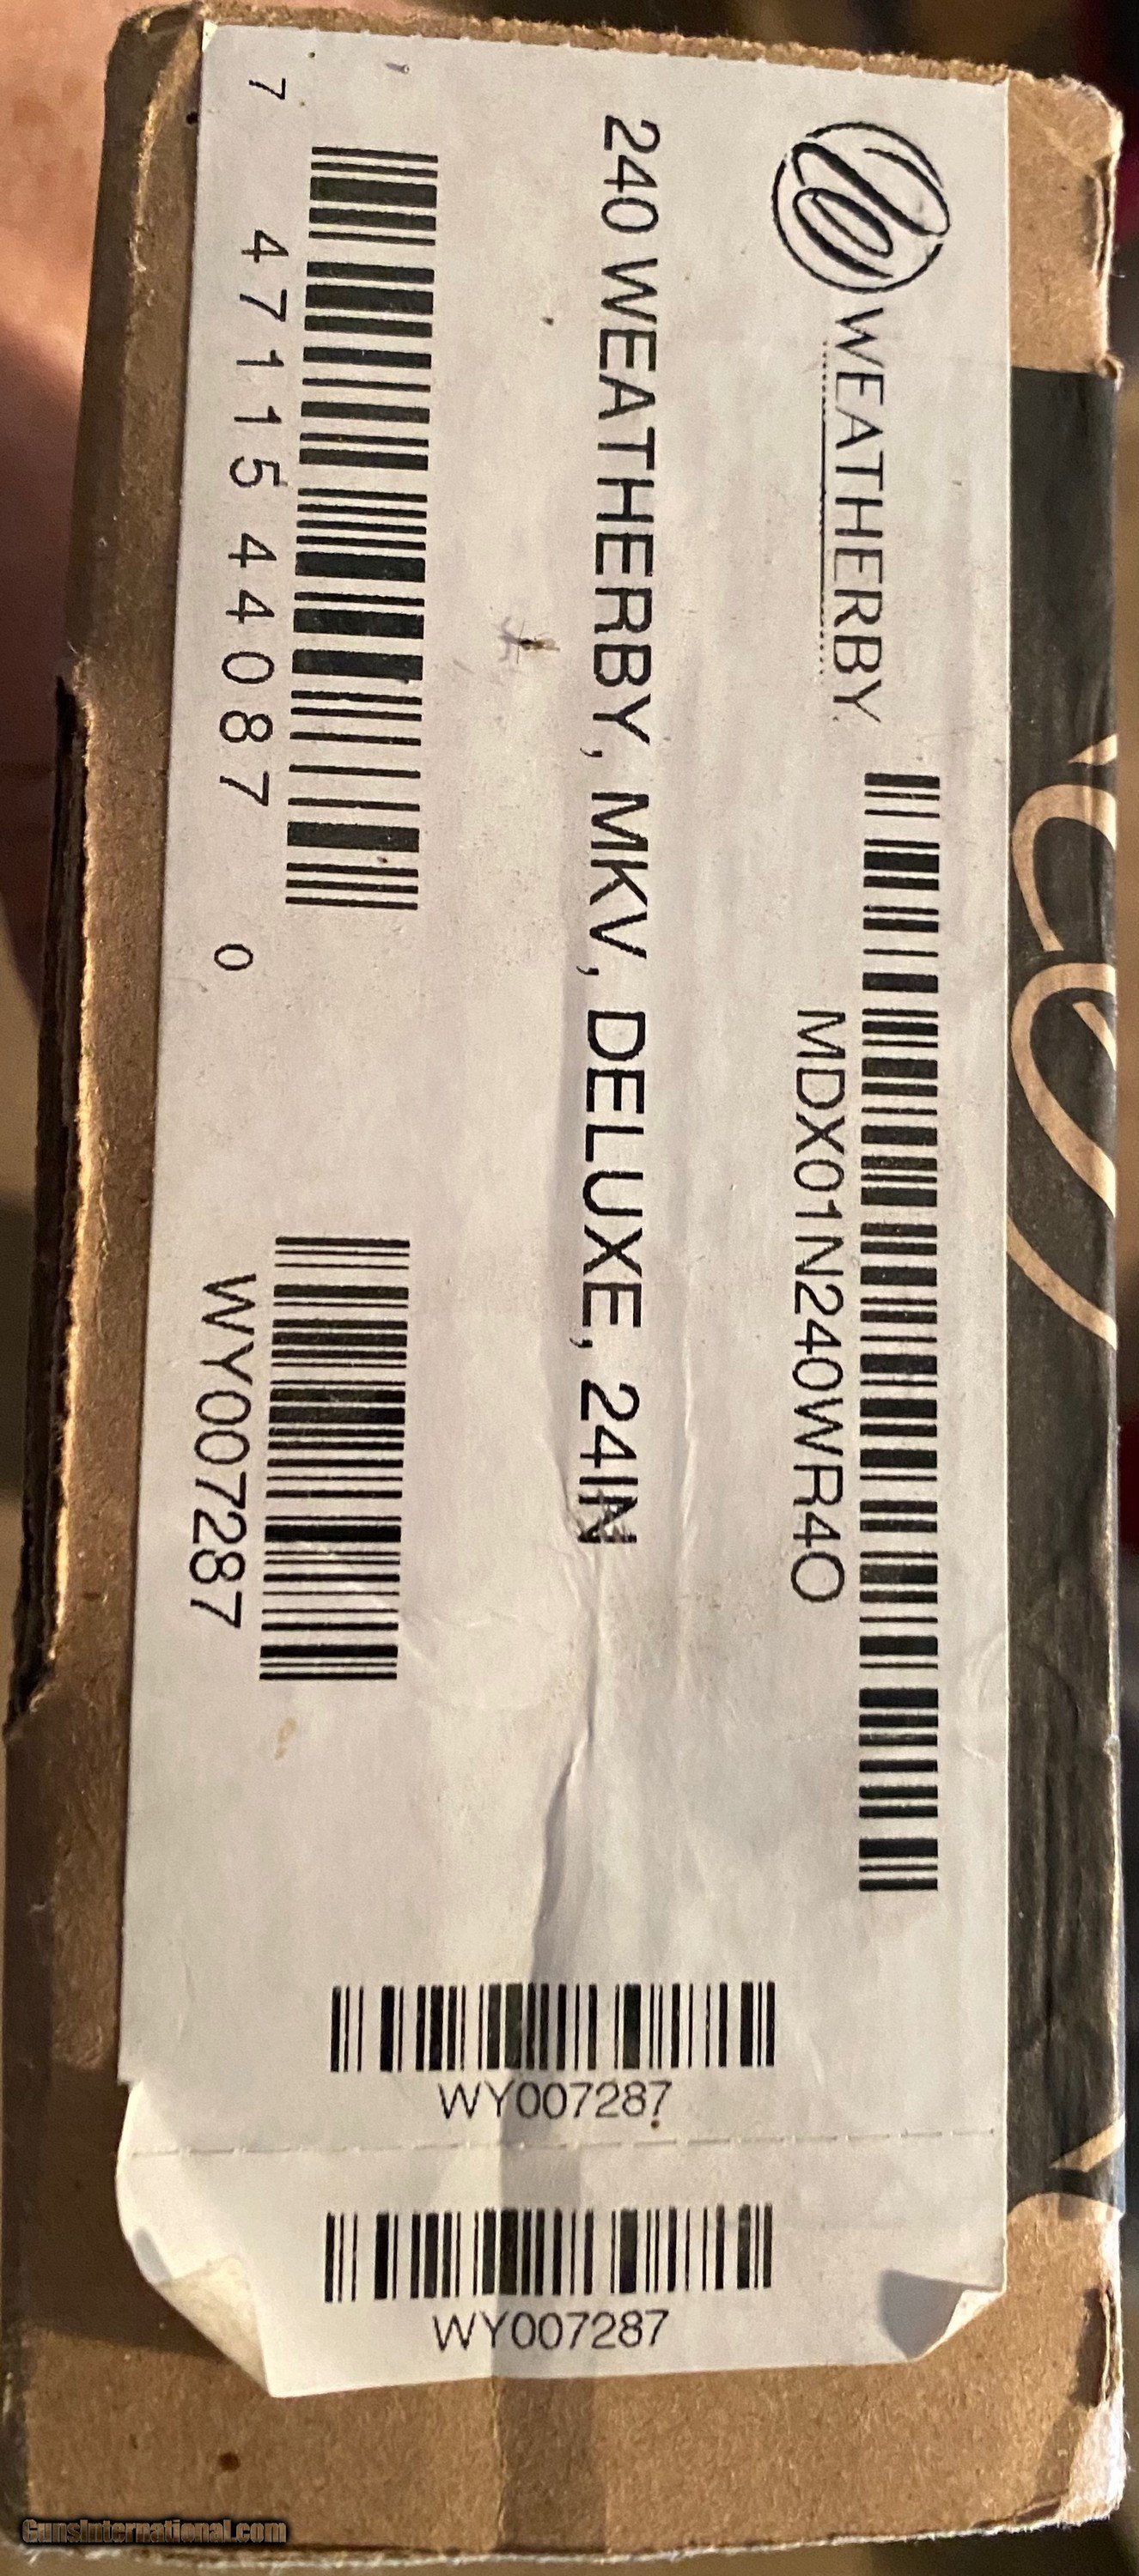 WEATHERBY
MDX01N240WR4O
240 WEATHERBY, MKV, DELUXE, 24IN
7 47115 44087 0
WY007287
WY007287
WY007287
GunsInternational.com